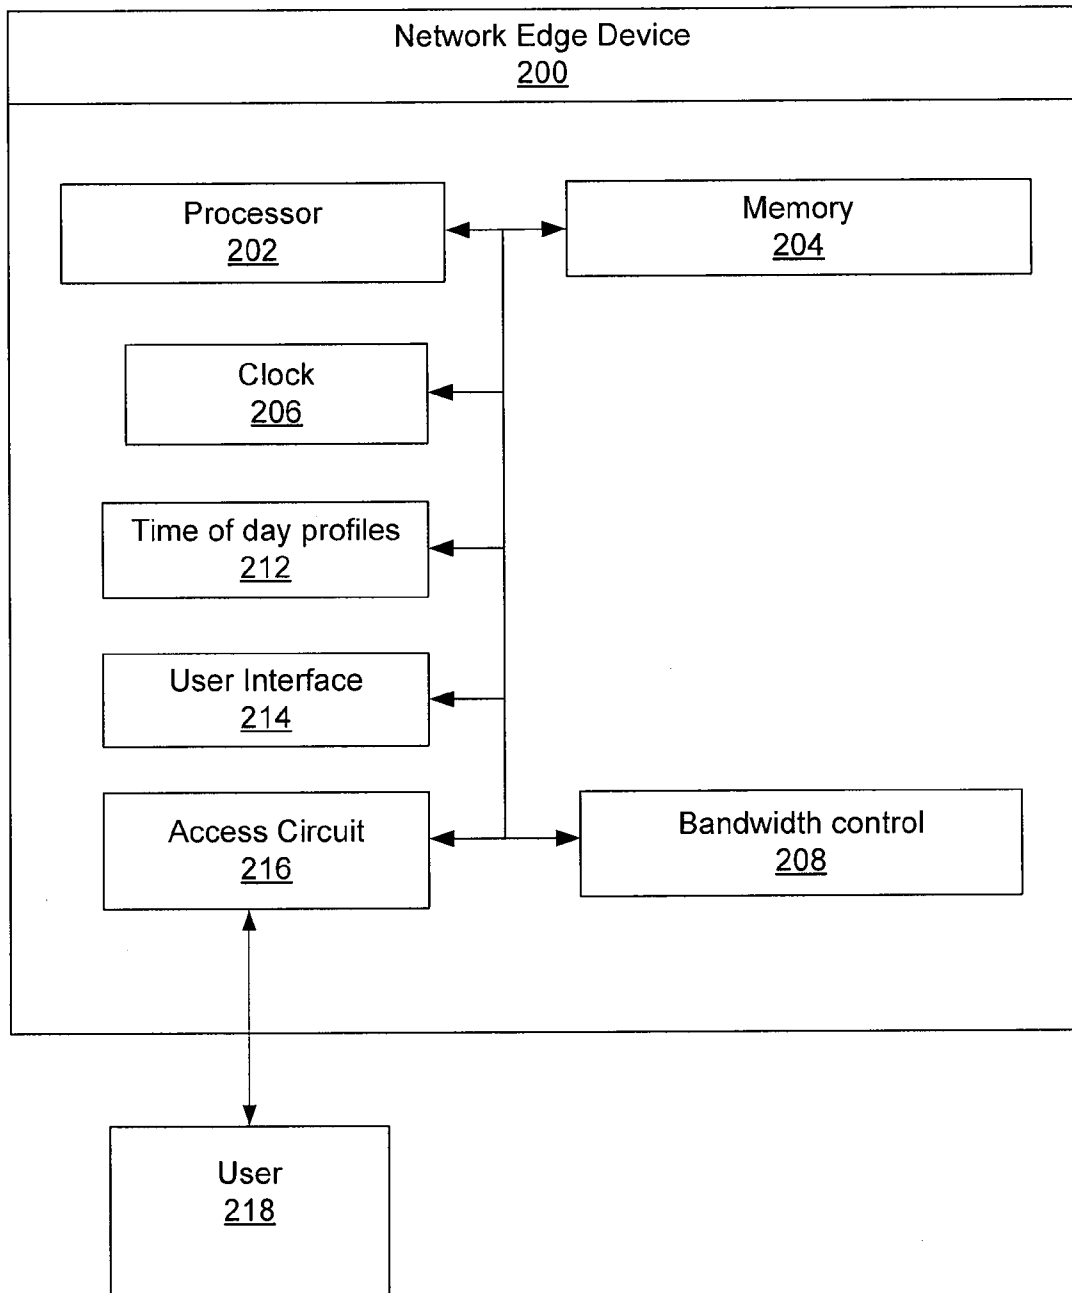 Network Edge Device
200
Processor
202
Memory
204
Clock
206
Time of day profiles
212
User Interface
214
Access Circuit
216
Bandwidth control
208
User
218